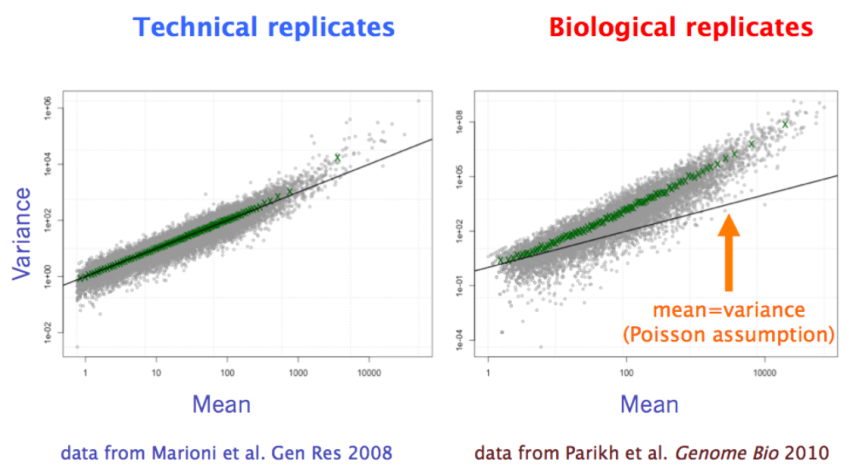 Technical replicates
Biological replicates
Variance
1e+06
1e+04
1e+02
1e+00
1e-02
1
10
100
1000
10000
Mean
1e+08
1e+05
1e+02
1e-01
1e-04
1
100
10000
Mean
mean=variance
(Poisson assumption)
data from Marioni et al. Gen Res 2008
data from Parikh et al. Genome Bio 2010